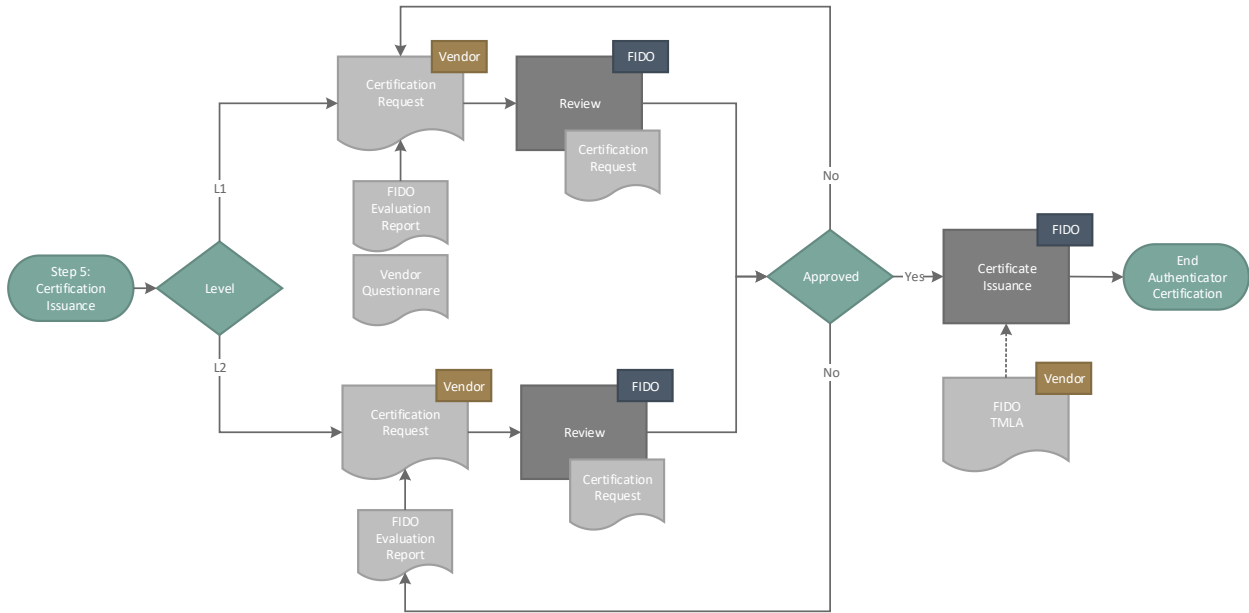 No
Vendor
FIDO
Certification
Request
Review
Certification
Request
L1
FIDO
Evaluation
Report
No
FIDO
Step 5:
Certification
Issuance
Level
Vendor
Questionnare
Approved
Yes
Certificate
Issuance
End
Authenticator
Certification
L2
No
Vendor
FIDO
Vendor
Certification
Request
Review
FIDO
TMLA
Certification
Request
FIDO
Evaluation
Report
No